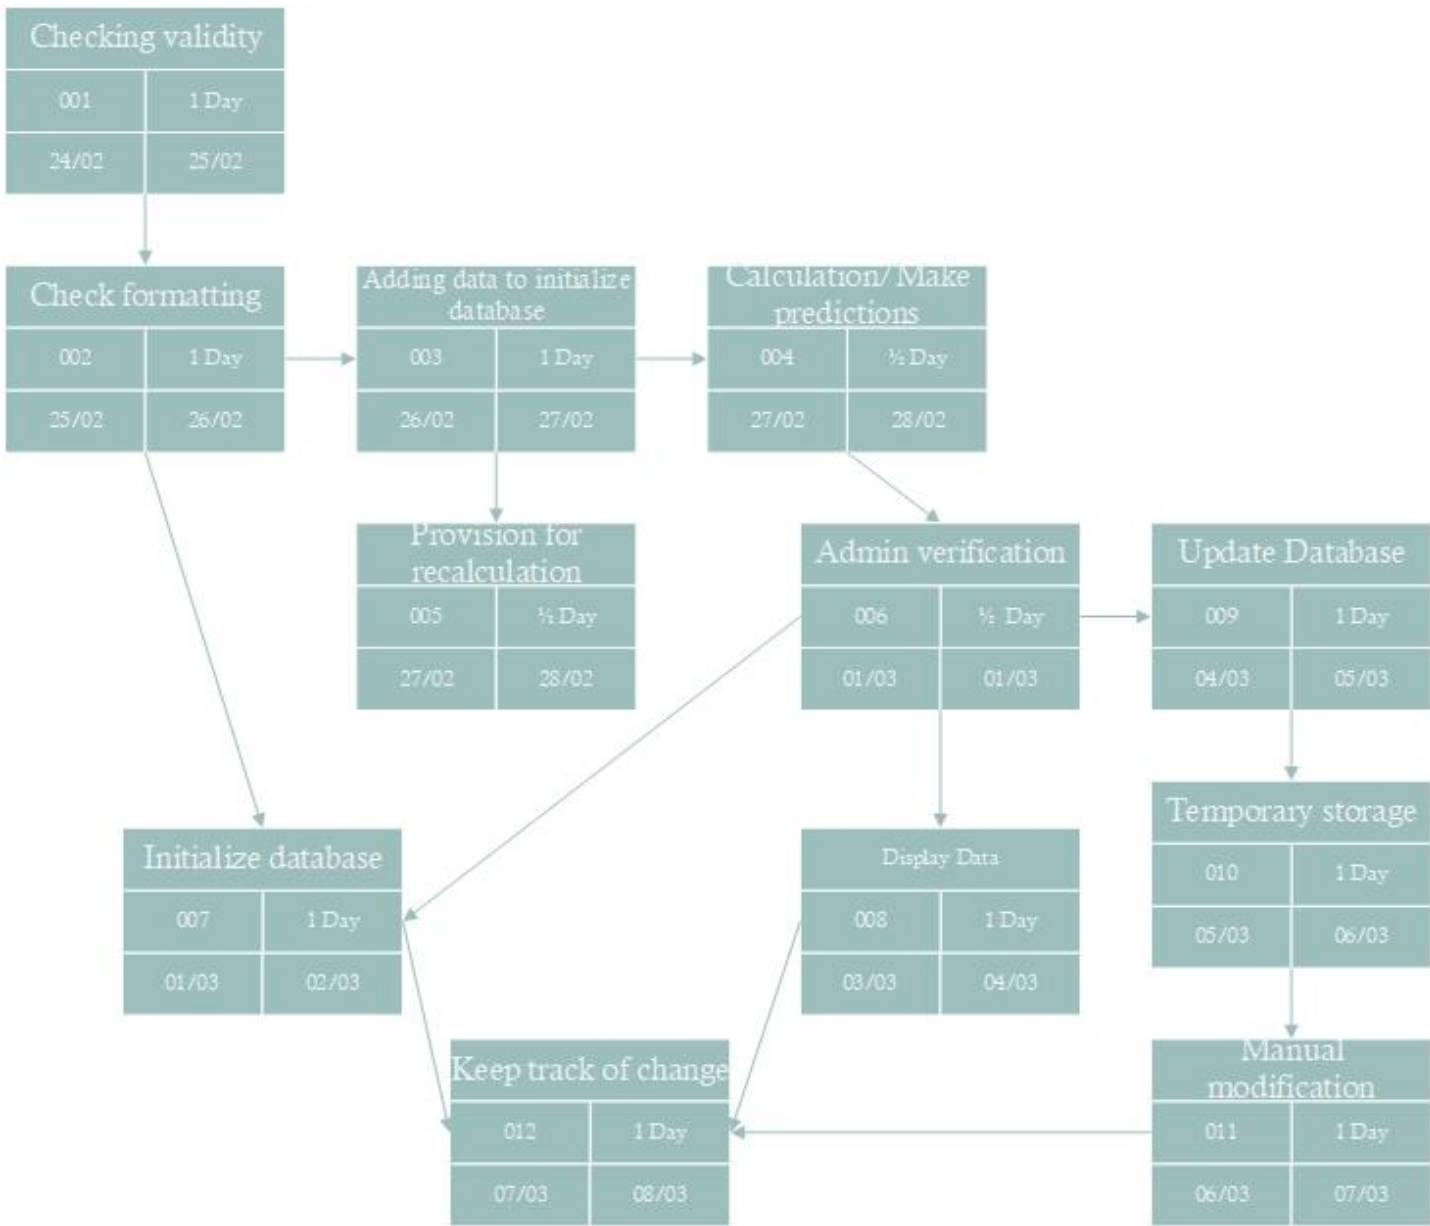 Checking validity
001 1 Day
24/02 25/02
Check formatting
002 1 Day
25/02 26/02
Adding data to initialize
database
003 1 Day
26/02 27/02
Calculation/Make
predictions
004 ½ Day
27/02 28/02
Provision for
recalculation
005 ½ Day
27/02 28/02
Admin verification
006 ½ Day
01/03 01/03
Update Database
009 1 Day
04/03 05/03
Temporary storage
010 1 Day
05/03 06/03
Initialize database
007 1 Day
01/03 02/03
Display Data
008 1 Day
03/03 04/03
Keep track of change
012 1 Day
07/03 08/03
Manual
modification
011 1 Day
06/03 07/03